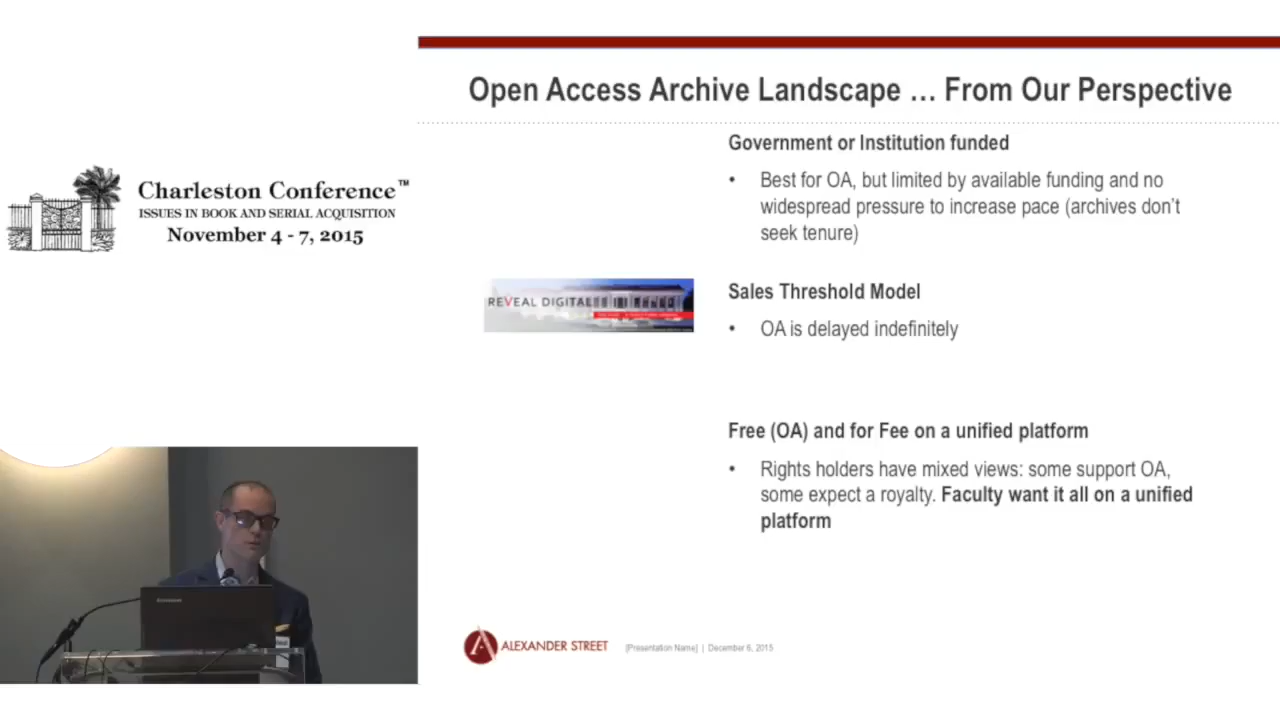 Open Access Archive Landscape … From Our Perspective
Government or Institution funded
• Best for OA, but limited by available funding and no
widespread pressure to increase pace (archives don’t
seek tenure)
Charleston Conference™
ISSUES IN BOOK AND SERIAL ACQUISITION
November 4 - 7, 2015
REVEAL DIGITAL
Sales Threshold Model
• OA is delayed indefinitely
Free (OA) and for Fee on a unified platform
• Rights holders have mixed views: some support OA,
some expect a royalty. Faculty want it all on a unified
platform
Lenovo
ALEXANDER STREET
[Presentation Name] | December 6, 2015